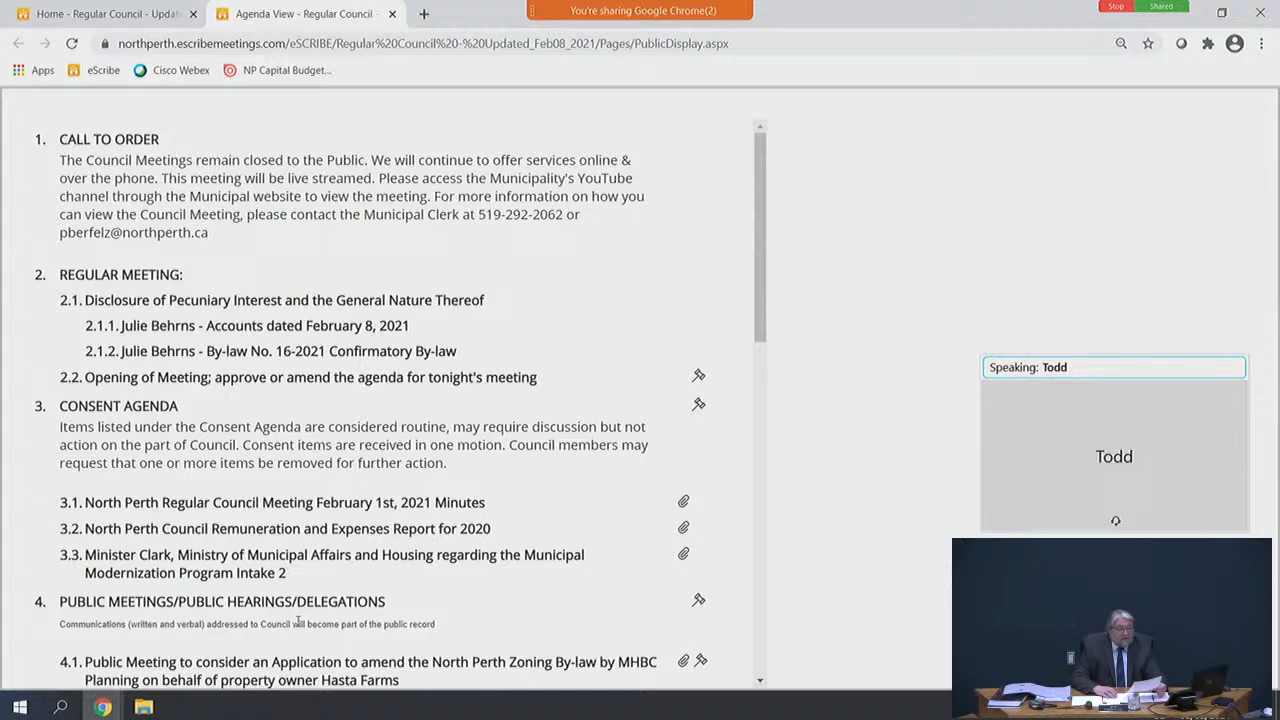 Home - Regular Council - Updat
Agenda View - Regular Council -
You're sharing Google Chrome(2)
Stop
Shared
northperth.escribemeetings.com/eSCRIBE/Regular%20Council%20-%20Updated_Feb08_2021/Pages/PublicDisplay.aspx
Apps
eScribe
Cisco Webex
NP Capital Budget...
1. CALL TO ORDER
The Council Meetings remain closed to the Public. We will continue to offer services online &
over the phone. This meeting will be live streamed. Please access the Municipality's YouTube
channel through the Municipal website to view the meeting. For more information on how you
can view the Council Meeting, please contact the Municipal Clerk at 519-292-2062 or
pberfelz@northperth.ca
2. REGULAR MEETING:
2.1. Disclosure of Pecuniary Interest and the General Nature Thereof
2.1.1. Julie Behrns - Accounts dated February 8, 2021
2.1.2. Julie Behrns - By-law No. 16-2021 Confirmatory By-law
2.2. Opening of Meeting; approve or amend the agenda for tonight's meeting
3. CONSENT AGENDA
Items listed under the Consent Agenda are considered routine, may require discussion but not
action on the part of Council. Consent items are received in one motion. Council members may
request that one or more items be removed for further action.
3.1. North Perth Regular Council Meeting February 1st, 2021 Minutes
3.2. North Perth Council Remuneration and Expenses Report for 2020
3.3. Minister Clark, Ministry of Municipal Affairs and Housing regarding the Municipal
Modernization Program Intake 2
4. PUBLIC MEETINGS/PUBLIC HEARINGS/DELEGATIONS
Communications (written and verbal) addressed to Council will become part of the public record
4.1. Public Meeting to consider an Application to amend the North Perth Zoning By-law by MHBC
Planning on behalf of property owner Hasta Farms
Speaking: Todd
Todd